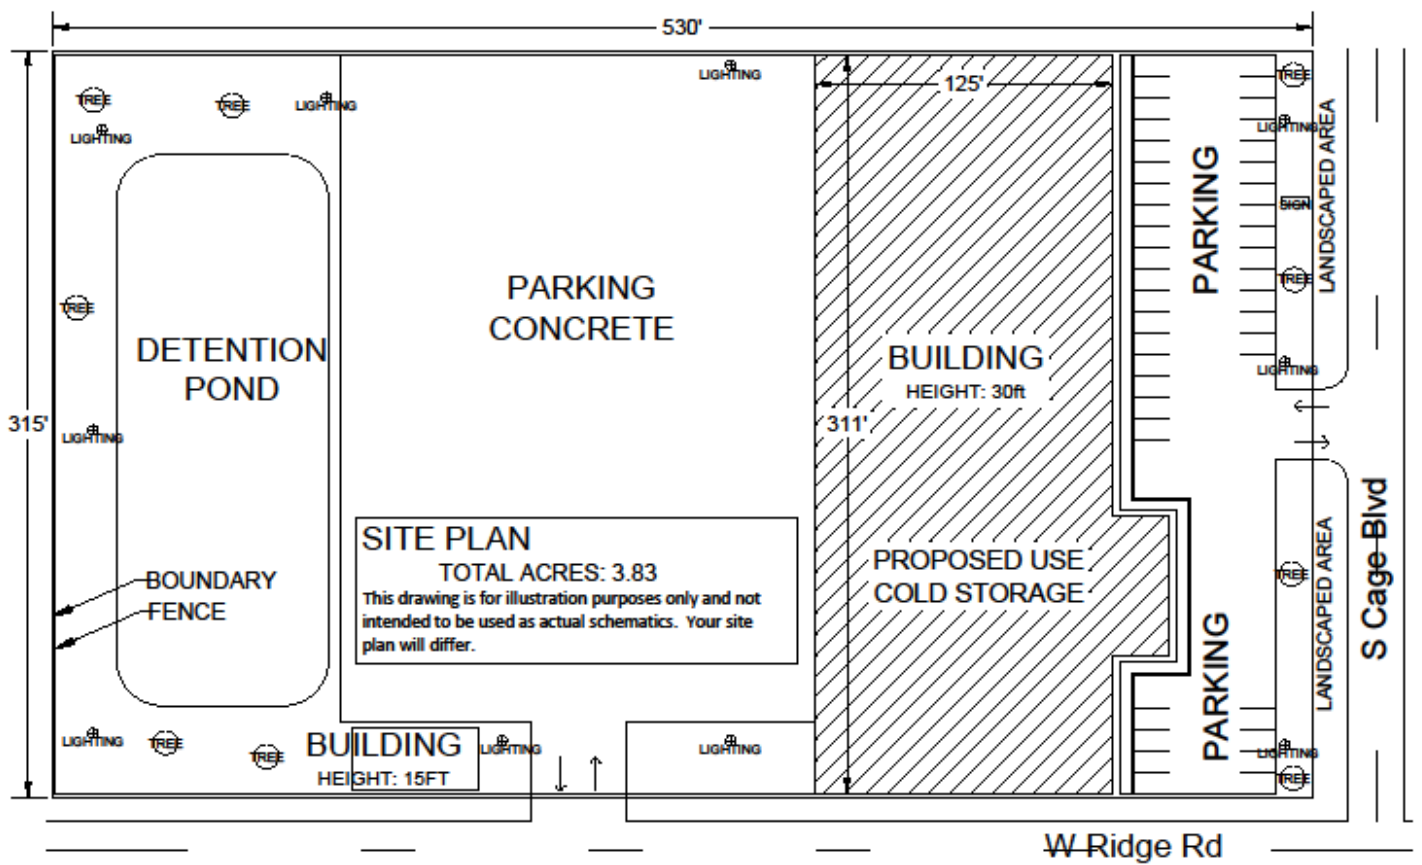 530'
LIGHTING
125'
TREE
TREE
TREE
LIGHTING
LIGHTING
LIGHTING
PARKING
LANDSCAPED AREA
SIGN
TREE
TREE
PARKING
CONCRETE
DETENTION
POND
BUILDING
HEIGHT: 30ft
LIGHTING
315'
311'
LIGHTING
SITE PLAN
TOTAL ACRES: 3.83
This drawing is for illustration purposes only and not
intended to be used as actual schematics. Your site
plan will differ.
PROPOSED USE
COLD STORAGE
BOUNDARY
FENCE
TREE
LANDSCAPED AREA
S Cage Blvd
PARKING
LIGHTING
TREE
TREE
BUILDING
HEIGHT: 15FT
LIGHTING
LIGHTING
LIGHTING
TREE
W Ridge Rd